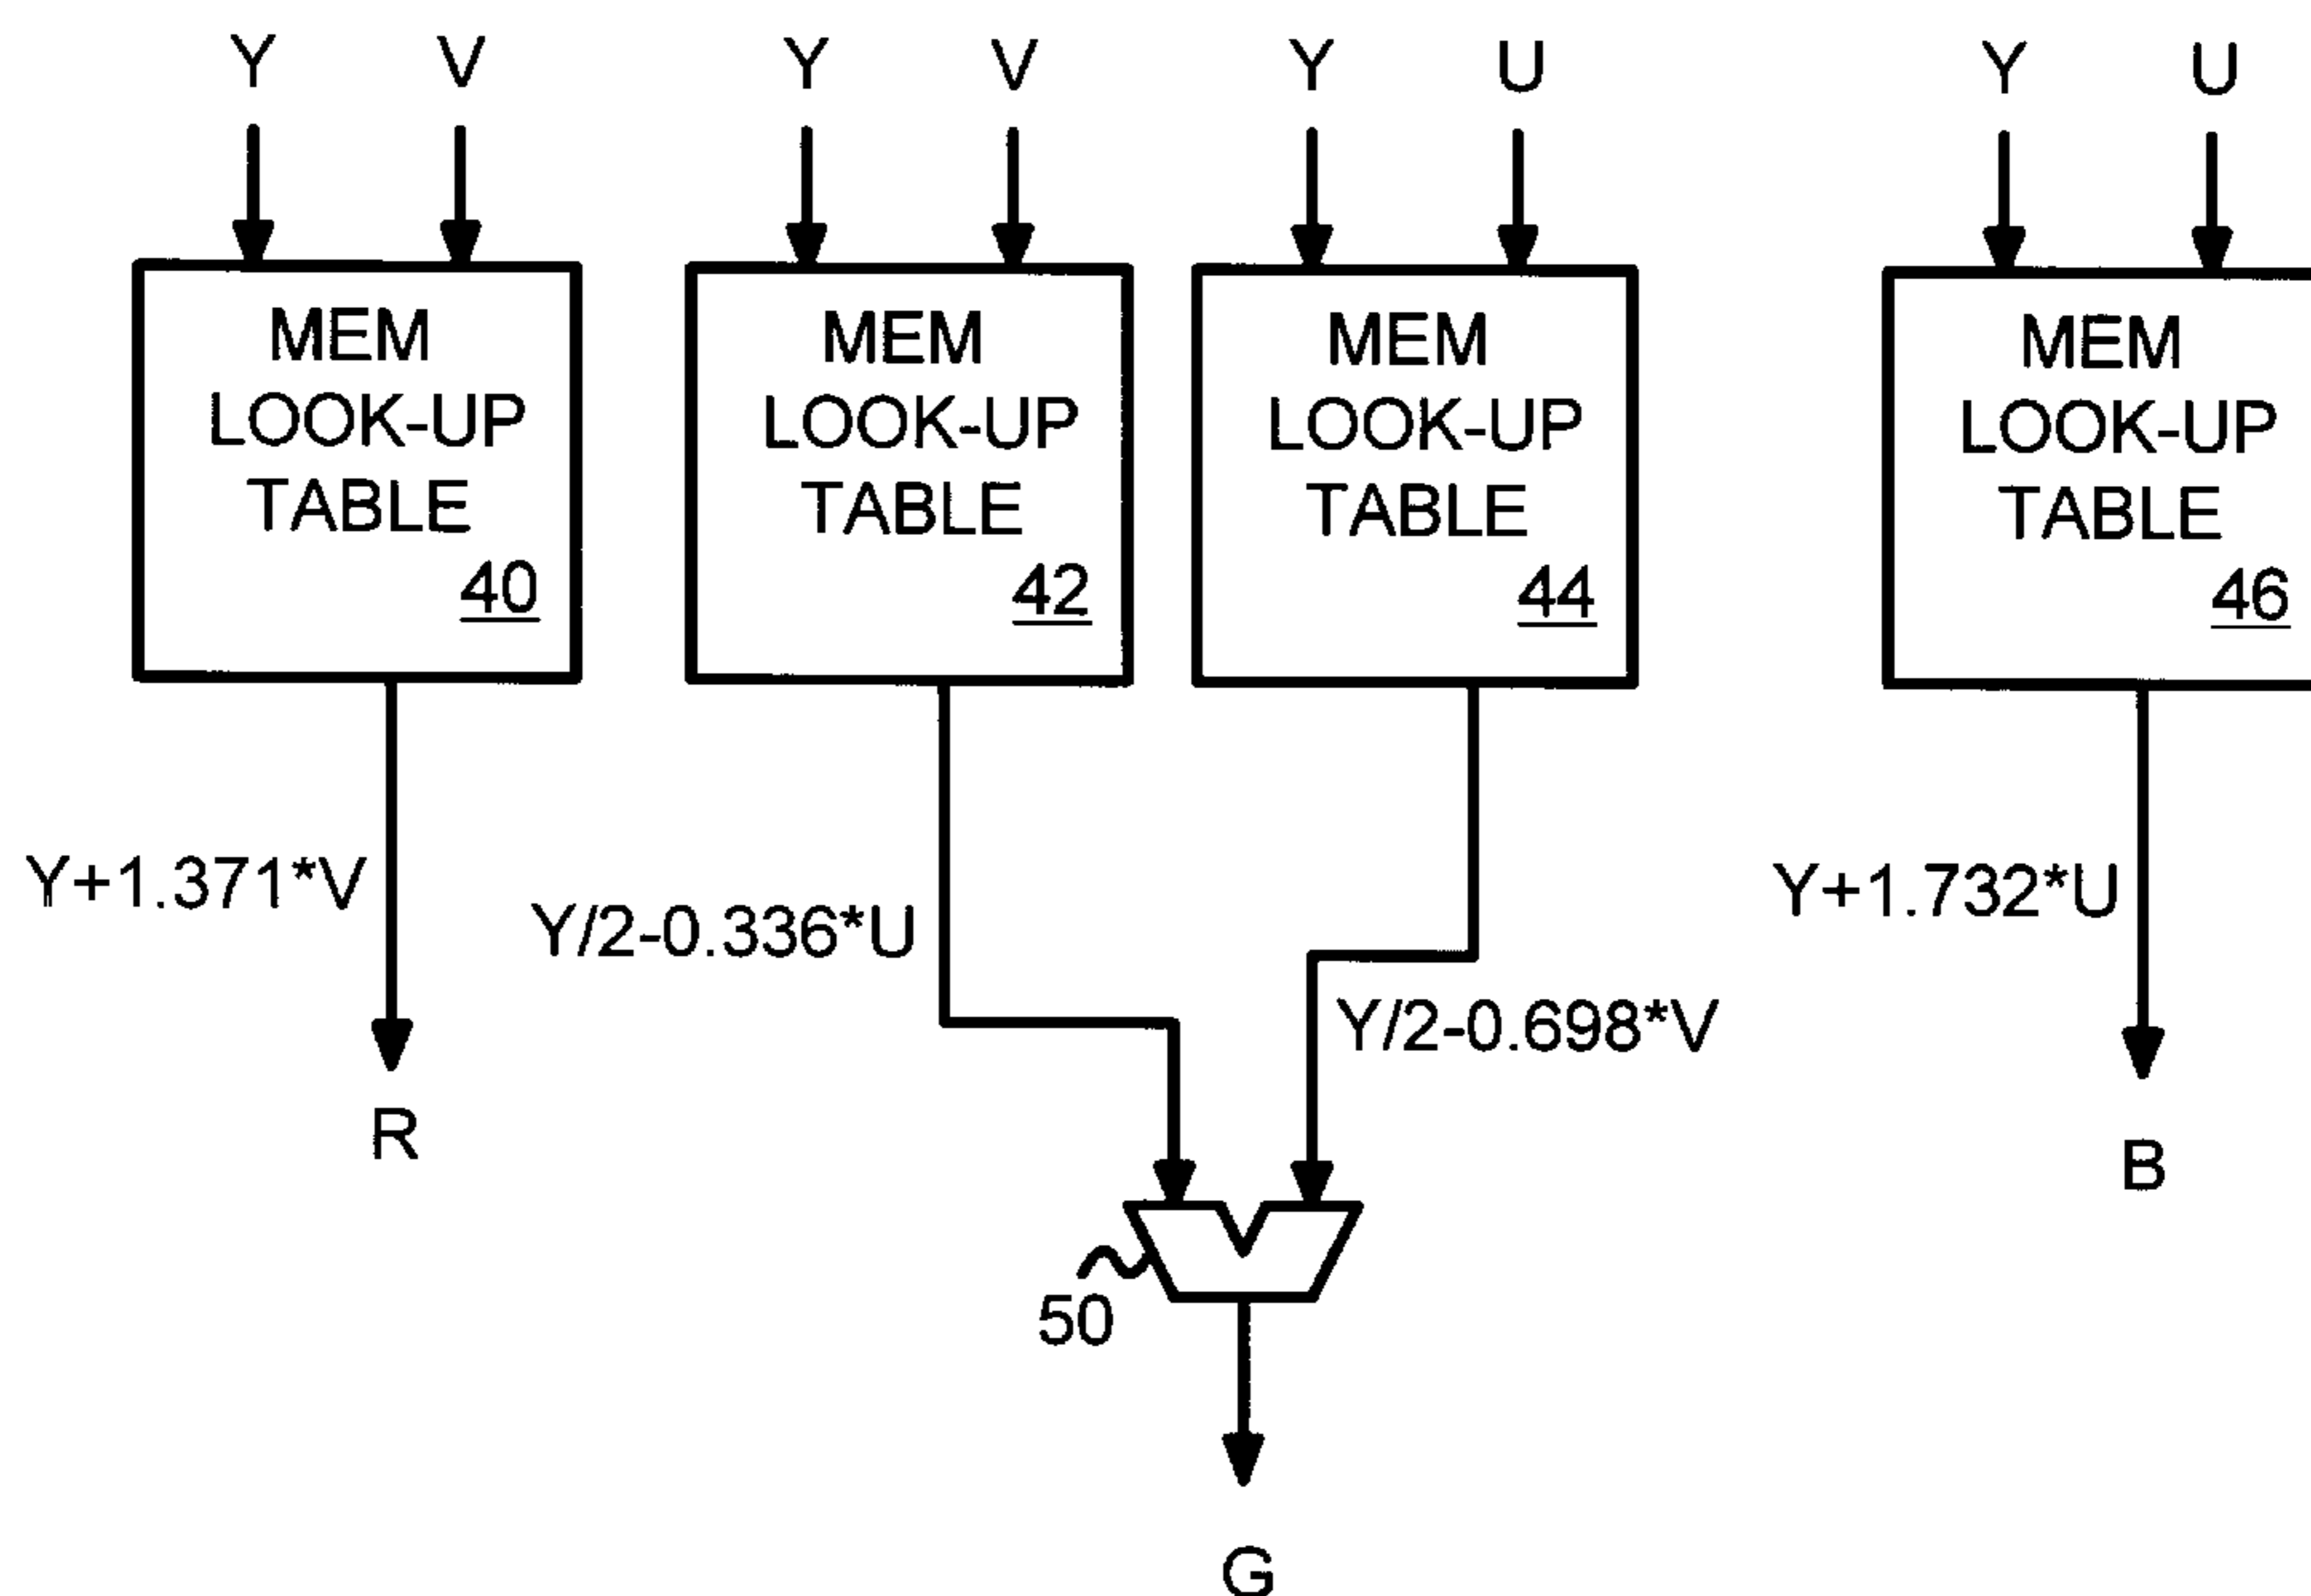 Y V Y V Y U Y U
MEM
LOOK-UP
TABLE
40
MEM
LOOK-UP
TABLE
42
MEM
LOOK-UP
TABLE
44
MEM
LOOK-UP
TABLE
46
Y+1.371*V
Y/2-0.336*U
Y/2-0.698*V
Y+1.732*U
R
B
50
G